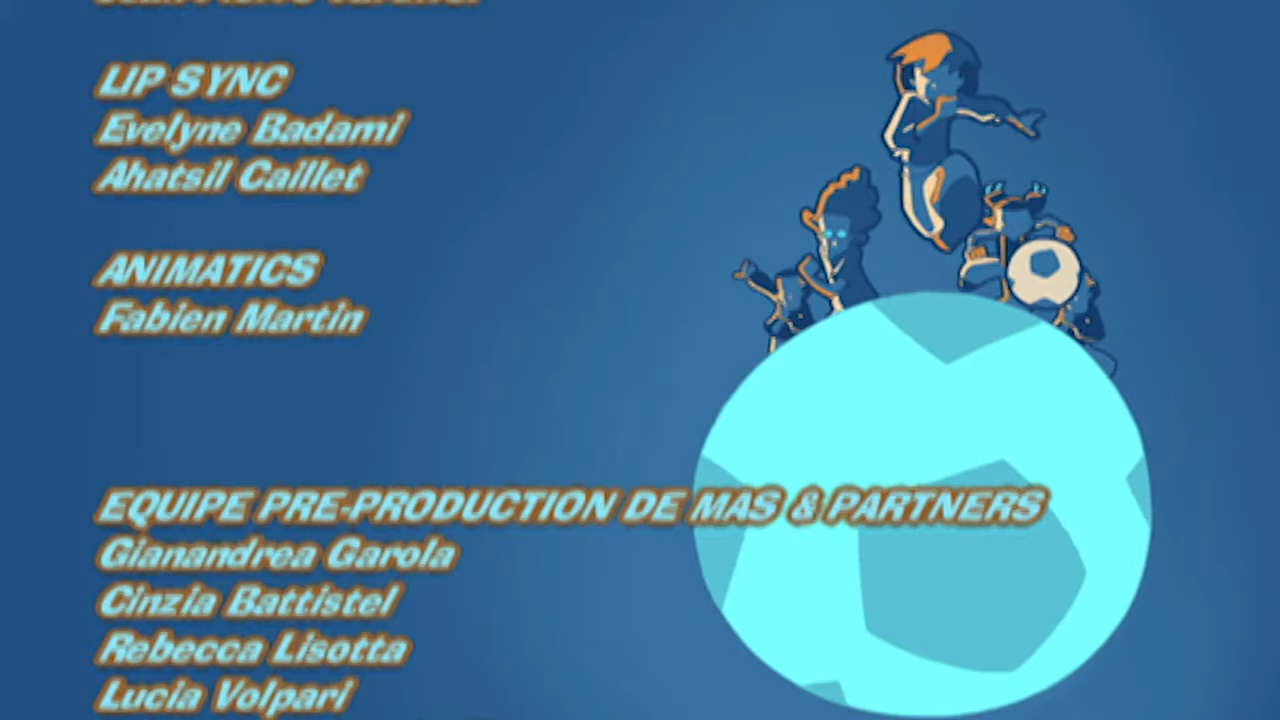 LIP SYNC
Evelyne Badami
Ahatsil Caillet
ANIMATICS
Fabien Martin
EQUIPE PRE-PRODUCTION DE MAS & PARTNERS
Gianandrea Garola
Cinzia Battistel
Rebecca Lisotta
Lucia Volpari